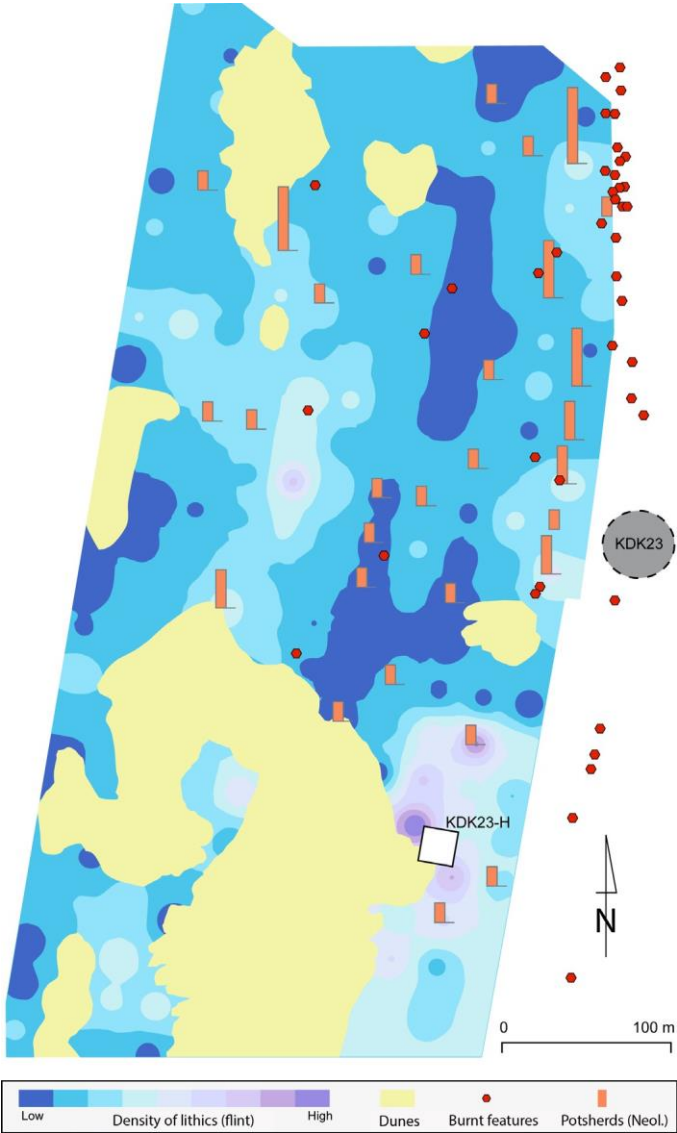 KDK23
KDK23-H
N
0 100 m
Low Density of lithics (flint) High Dunes Burnt features Potsherds (Neol.)